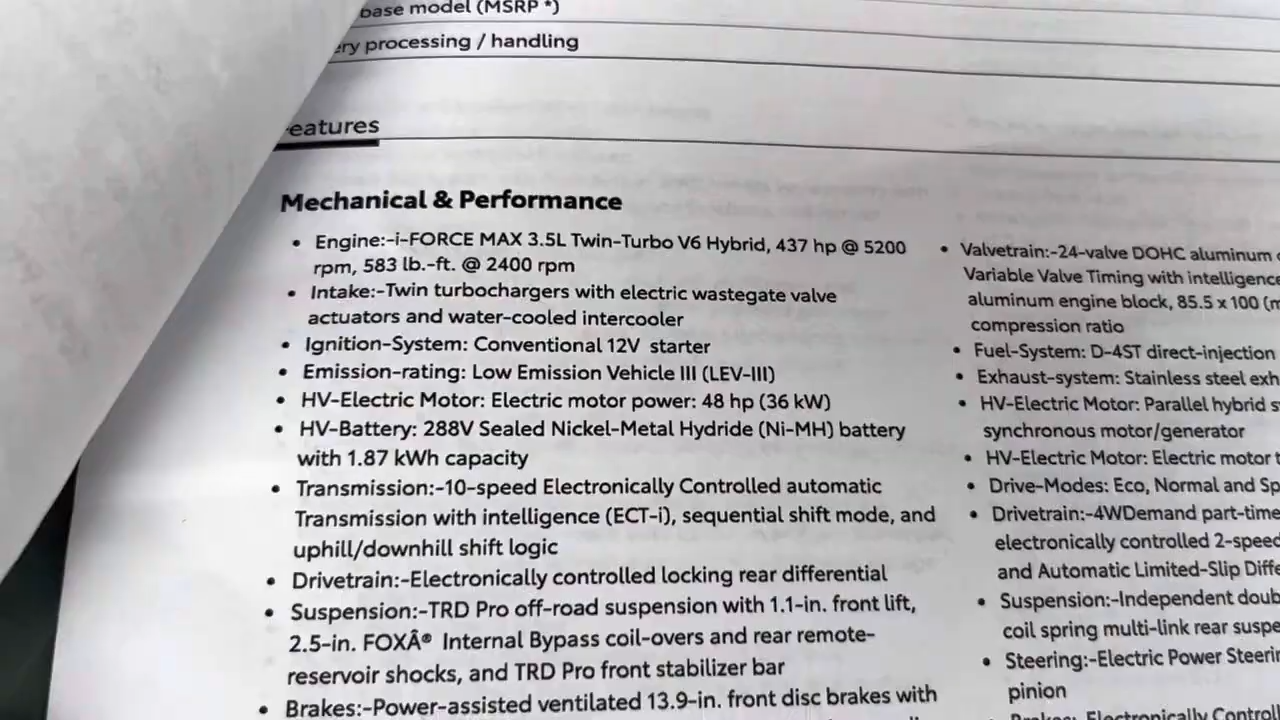 base model (MSRP *)
processing / handling
eatures
Mechanical & Performance
• Engine:-i-FORCE MAX 3.5L Twin-Turbo V6 Hybrid, 437 hp @ 5200
rpm, 583 lb.-ft. @ 2400 rpm
• Intake:-Twin turbochargers with electric wastegate valve
actuators and water-cooled intercooler
• Ignition-System: Conventional 12V starter
• Emission-rating: Low Emission Vehicle III (LEV-III)
• HV-Electric Motor: Electric motor power: 48 hp (36 kW)
• HV-Battery: 288V Sealed Nickel-Metal Hydride (Ni-MH) battery
with 1.87 kWh capacity
• Transmission:-10-speed Electronically Controlled automatic
Transmission with intelligence (ECT-i), sequential shift mode, and
uphill/downhill shift logic
• Drivetrain:-Electronically controlled locking rear differential
• Suspension:-TRD Pro off-road suspension with 1.1-in. front lift,
2.5-in. FOXÂ® Internal Bypass coil-overs and rear remote-
reservoir shocks, and TRD Pro front stabilizer bar
• Brakes:-Power-assisted ventilated 13.9-in. front disc brakes with
• Valvetrain:-24-valve DOHC aluminum
Variable Valve Timing with intelligence
aluminum engine block, 85.5 x 100 (m
compression ratio
• Fuel-System: D-4ST direct-injection
• Exhaust-system: Stainless steel exh
• HV-Electric Motor: Parallel hybrid s
synchronous motor/generator
• HV-Electric Motor: Electric motor t
• Drive-Modes: Eco, Normal and Sp
• Drivetrain:-4WDemand part-time
electronically controlled 2-speed
and Automatic Limited-Slip Diffe
• Suspension:-Independent doub
coil spring multi-link rear suspe
• Steering:-Electric Power Steerin
pinion